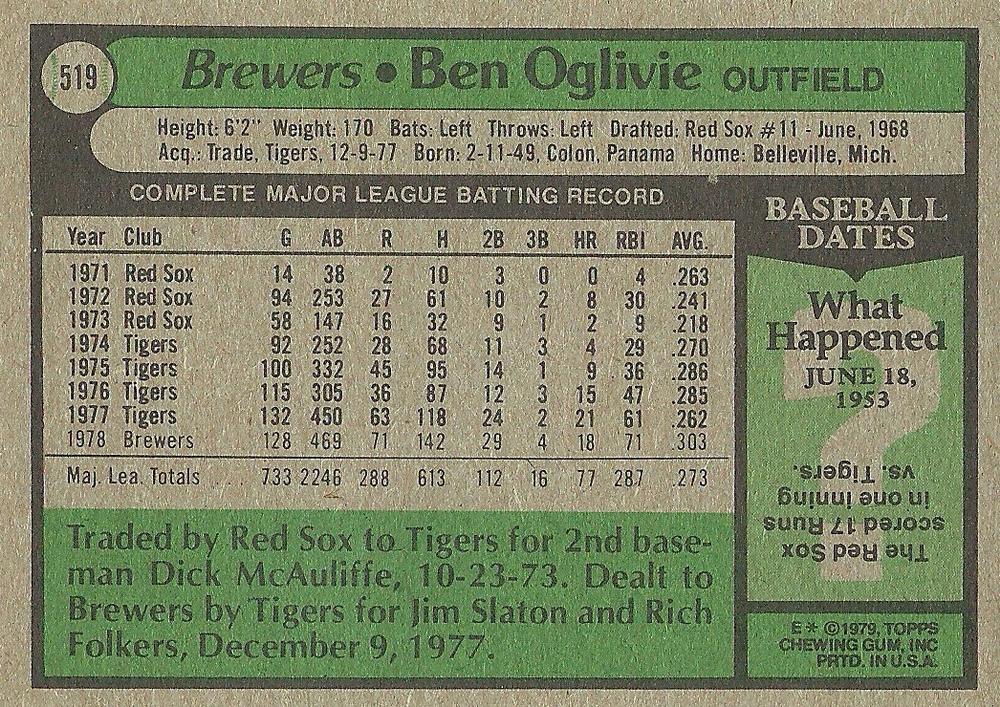 519
Brewers • Ben Oglivie OUTFIELD
Height: 6'2" Weight: 170 Bats: Left Throws: Left Drafted: Red Sox #11 - June, 1968
Acq.: Trade, Tigers, 12-9-77 Born: 2-11-49, Colon, Panama Home: Belleville, Mich.
COMPLETE MAJOR LEAGUE BATTING RECORD
Year Club G AB R H 2B 3B HR RBI AVG.
1971 Red Sox 14 38 2 10 3 0 0 4 .263
1972 Red Sox 94 253 27 61 10 2 8 30 .241
1973 Red Sox 58 147 16 32 9 1 2 9 .218
1974 Tigers 92 252 28 68 11 3 4 29 .270
1975 Tigers 100 332 45 95 14 1 9 36 .286
1976 Tigers 115 305 36 87 12 3 15 47 .285
1977 Tigers 132 450 63 118 24 2 21 61 .262
1978 Brewers 128 469 71 142 29 4 18 71 .303
Maj. Lea. Totals .... 733 2246 288 613 112 16 77 287 .273
Traded by Red Sox to Tigers for 2nd base-
man Dick McAuliffe, 10-23-73. Dealt to
Brewers by Tigers for Jim Slaton and Rich
Folkers, December 9, 1977.
BASEBALL
DATES
What
Happened
JUNE 18,
1953
?
The Red Sox
scored 17 Runs
in one inning
vs. Tigers.
E* ©1979, TOPPS
CHEWING GUM, INC
PRTD. IN U.S.A.